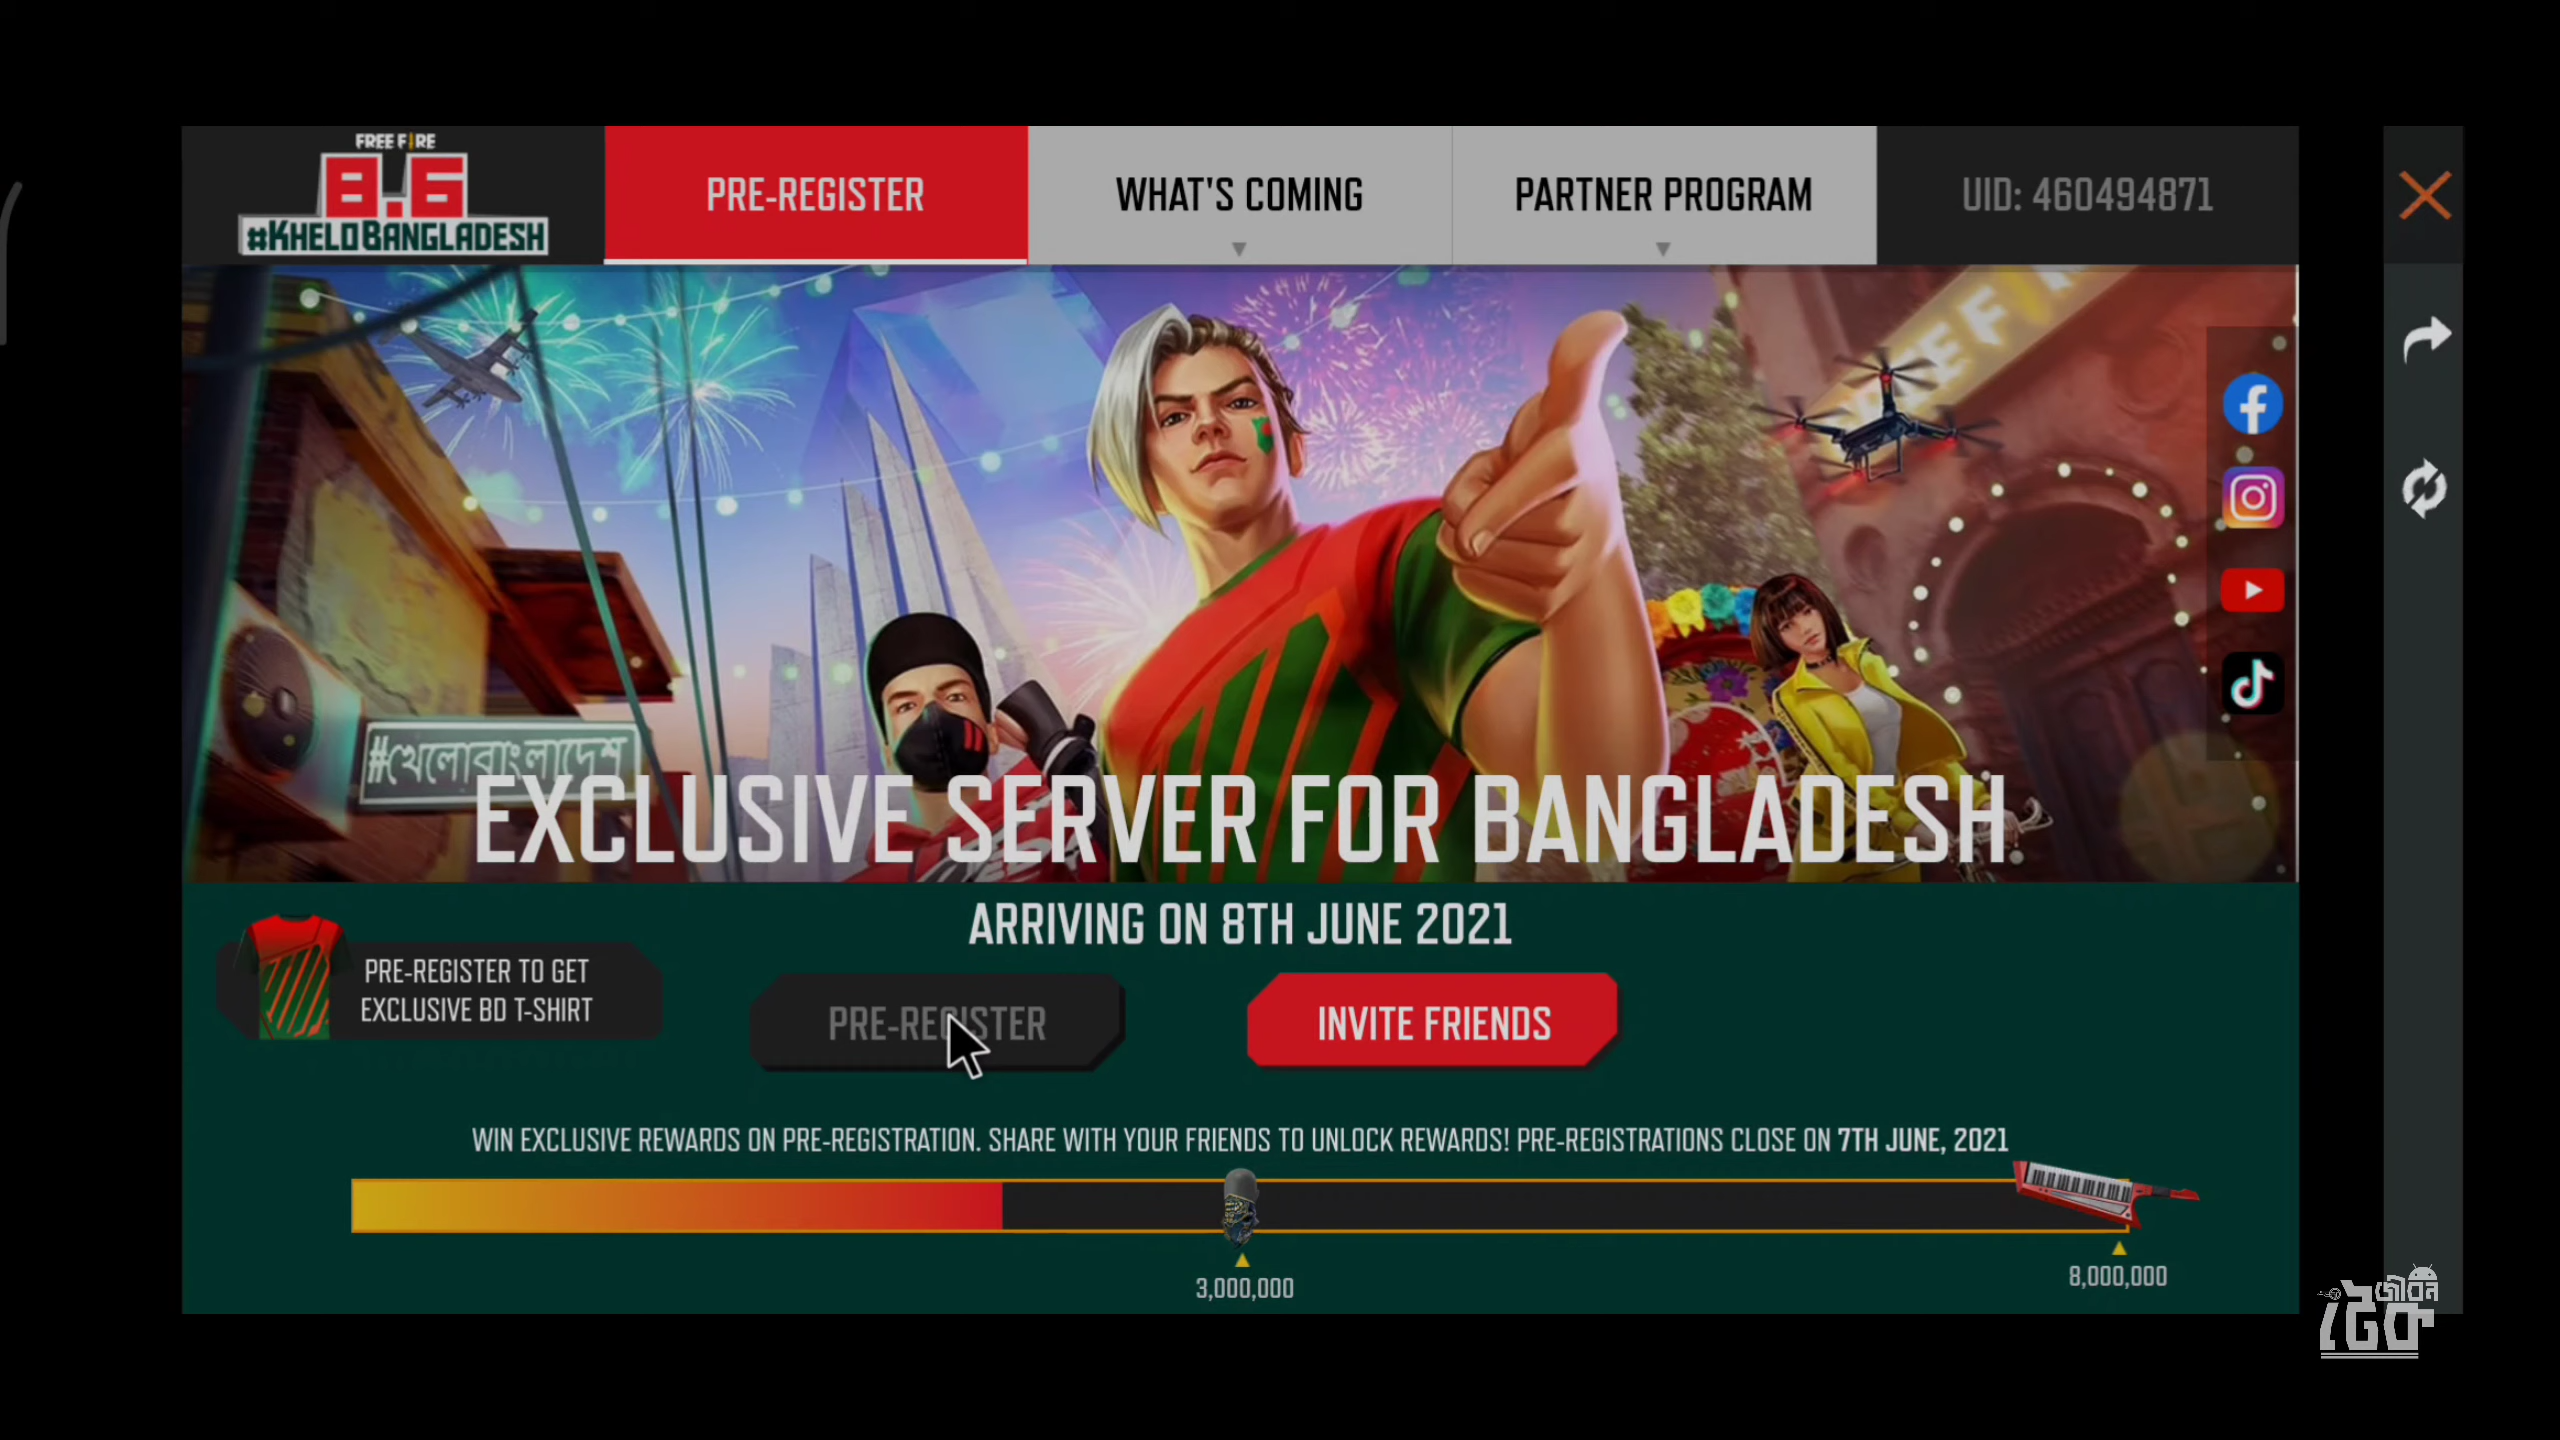 FREE FIRE
8.6
#KHELO BANGLADESH
PRE-REGISTER
WHAT'S COMING
PARTNER PROGRAM
UID: 460494871
#খেলোবাংলাদেশ
EXCLUSIVE SERVER FOR BANGLADESH
ARRIVING ON 8TH JUNE 2021
PRE-REGISTER TO GET
EXCLUSIVE BD T-SHIRT
PRE-REGISTER
INVITE FRIENDS
WIN EXCLUSIVE REWARDS ON PRE-REGISTRATION. SHARE WITH YOUR FRIENDS TO UNLOCK REWARDS! PRE-REGISTRATIONS CLOSE ON 7TH JUNE, 2021
3,000,000
8,000,000